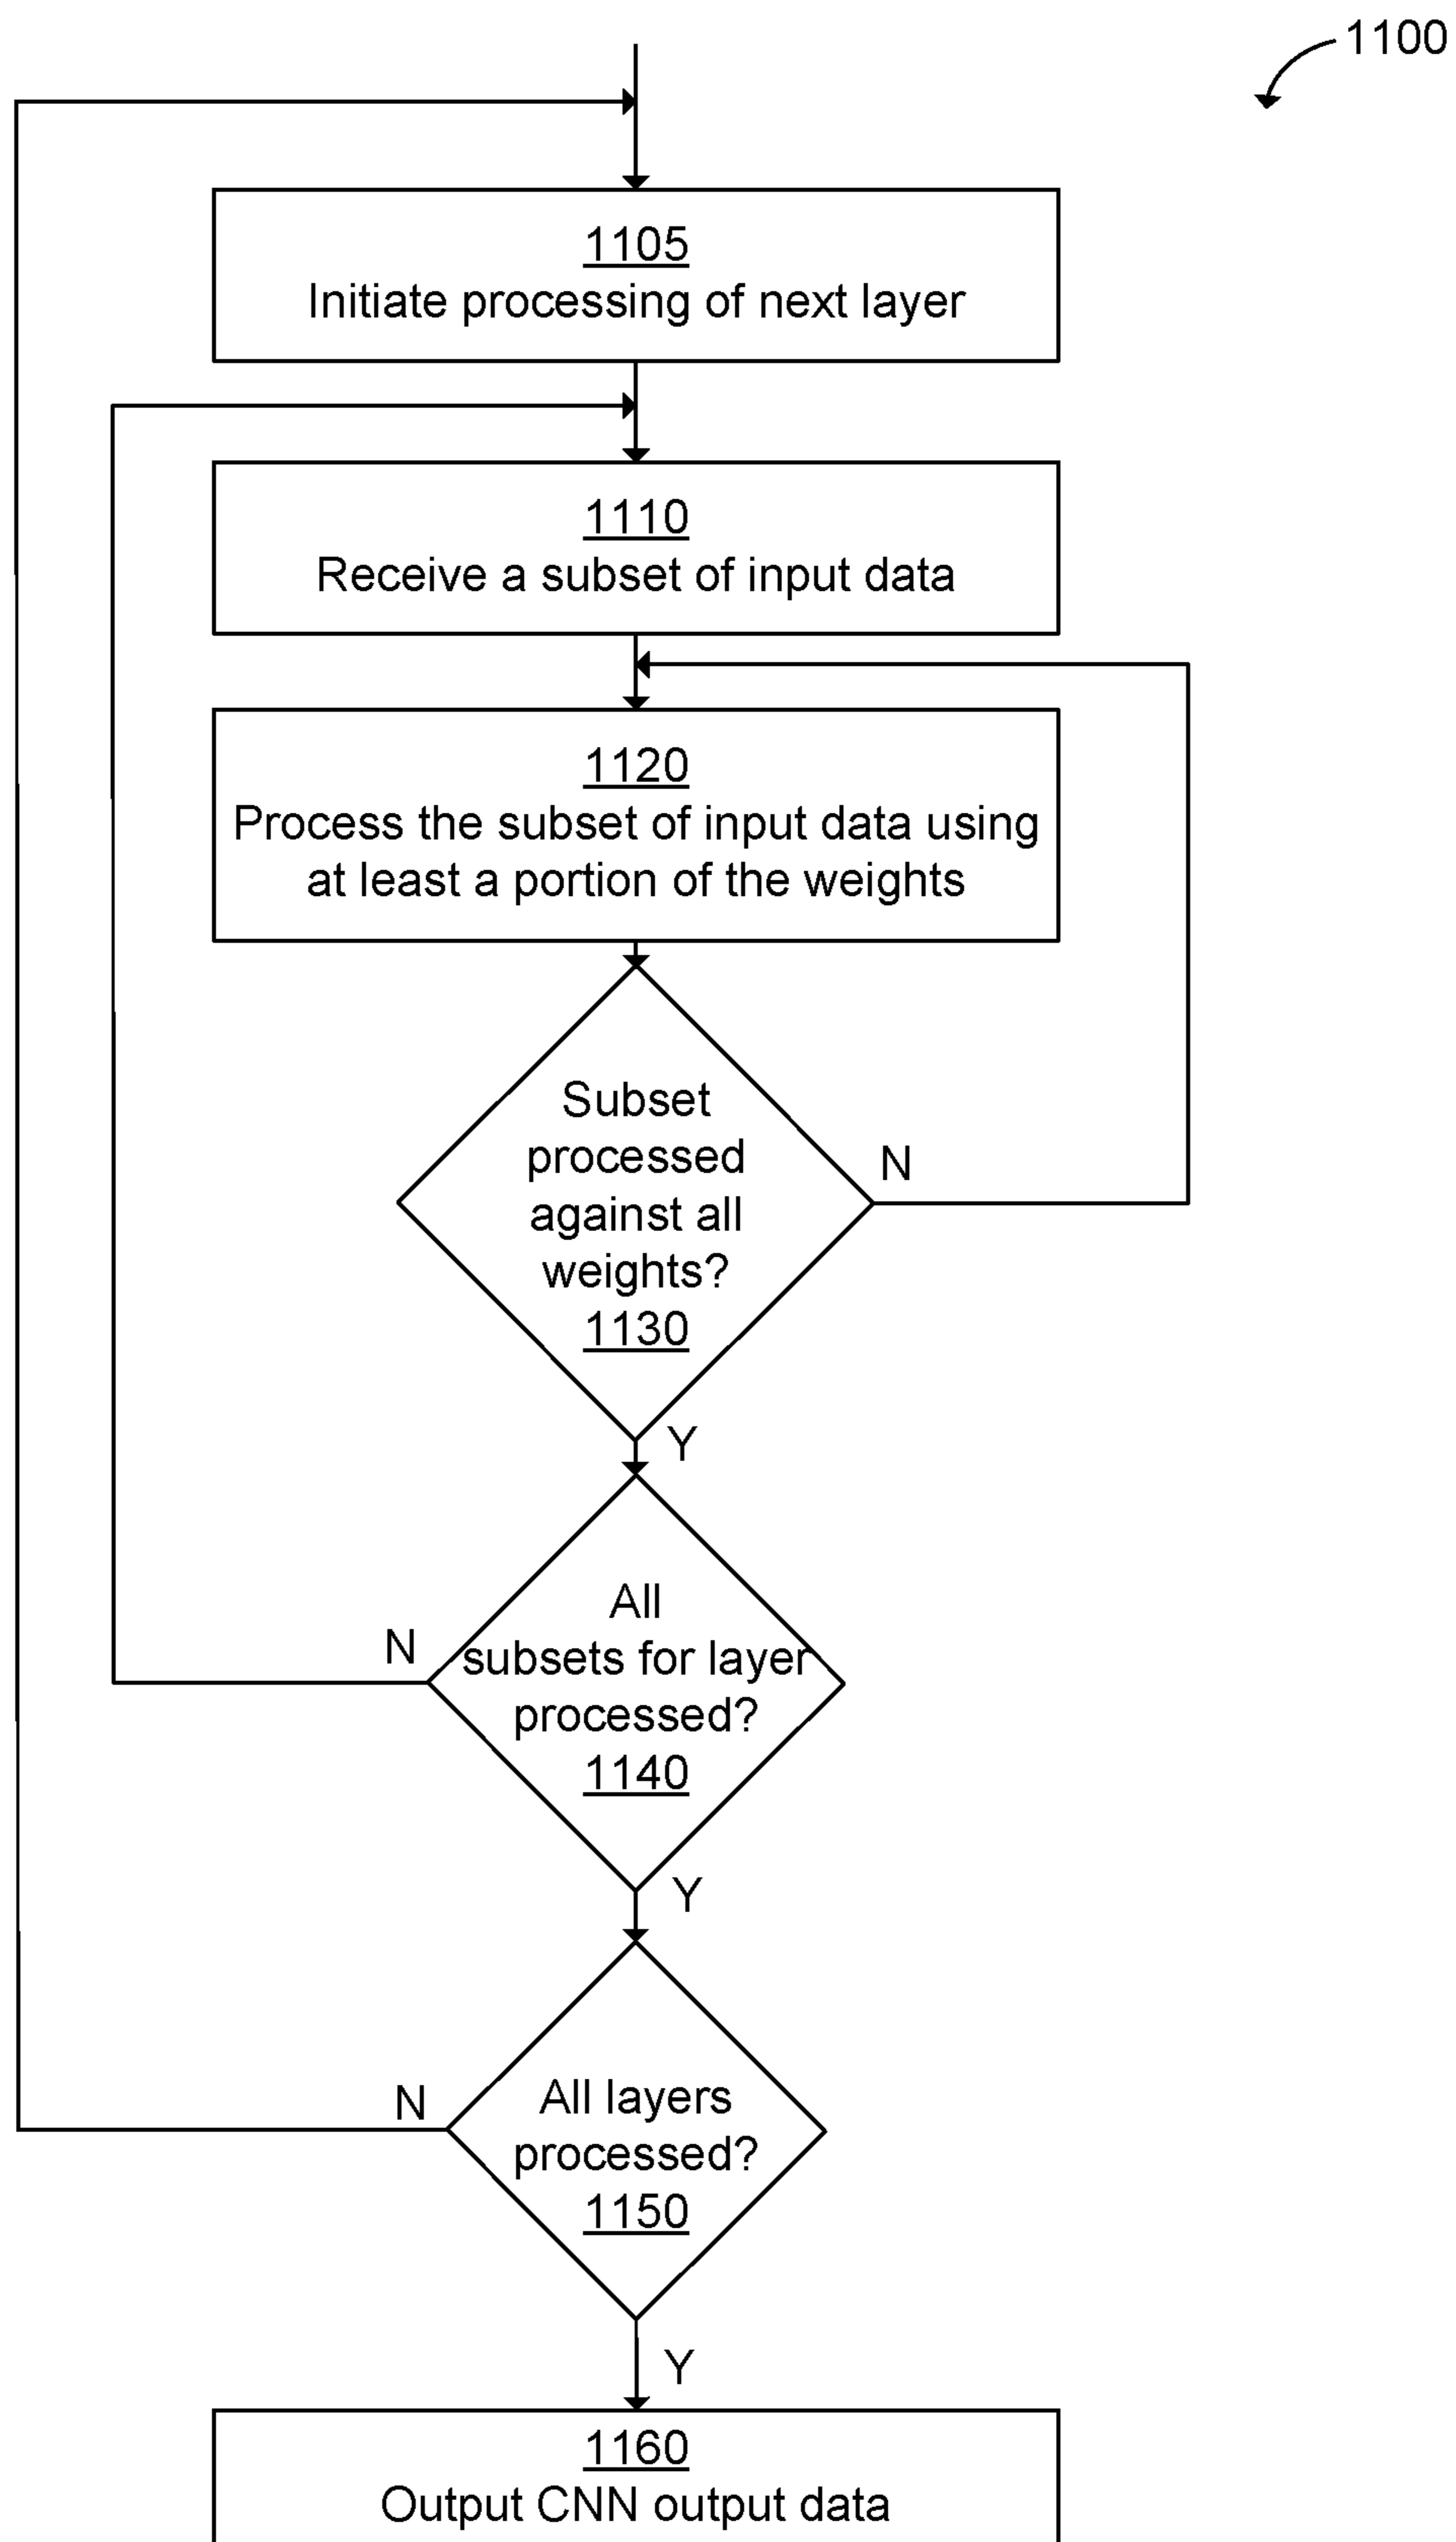 1100
1105
Initiate processing of next layer
1110
Receive a subset of input data
1120
Process the subset of input data using
at least a portion of the weights
Subset
processed
against all
weights?
1130
N
Y
All
subsets for layer
processed?
1140
N
Y
All layers
processed?
1150
N
Y
1160
Output CNN output data